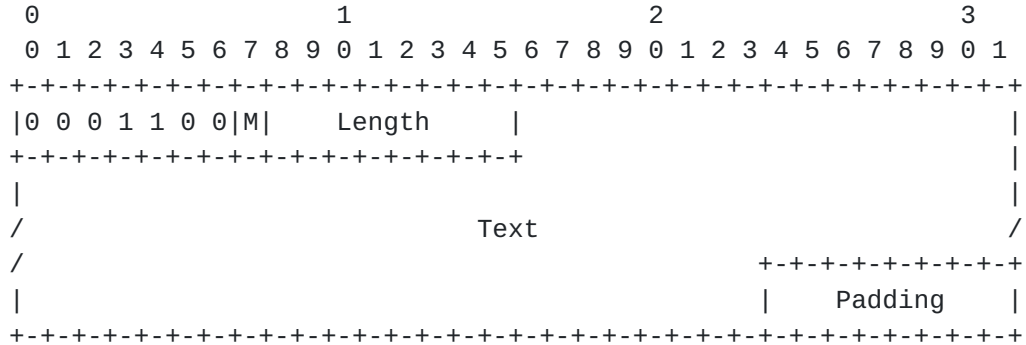 0                   1                   2                   3
 0 1 2 3 4 5 6 7 8 9 0 1 2 3 4 5 6 7 8 9 0 1 2 3 4 5 6 7 8 9 0 1
+-+-+-+-+-+-+-+-+-+-+-+-+-+-+-+-+-+-+-+-+-+-+-+-+-+-+-+-+-+-+-+-+
|0 0 0 1 1 0 0|M|    Length     |                               |
+-+-+-+-+-+-+-+-+-+-+-+-+-+-+-+-+                               |
|                                                               |
/                             Text                              /
/                                               +-+-+-+-+-+-+-+-+
|                                               |    Padding    |
+-+-+-+-+-+-+-+-+-+-+-+-+-+-+-+-+-+-+-+-+-+-+-+-+-+-+-+-+-+-+-+-+